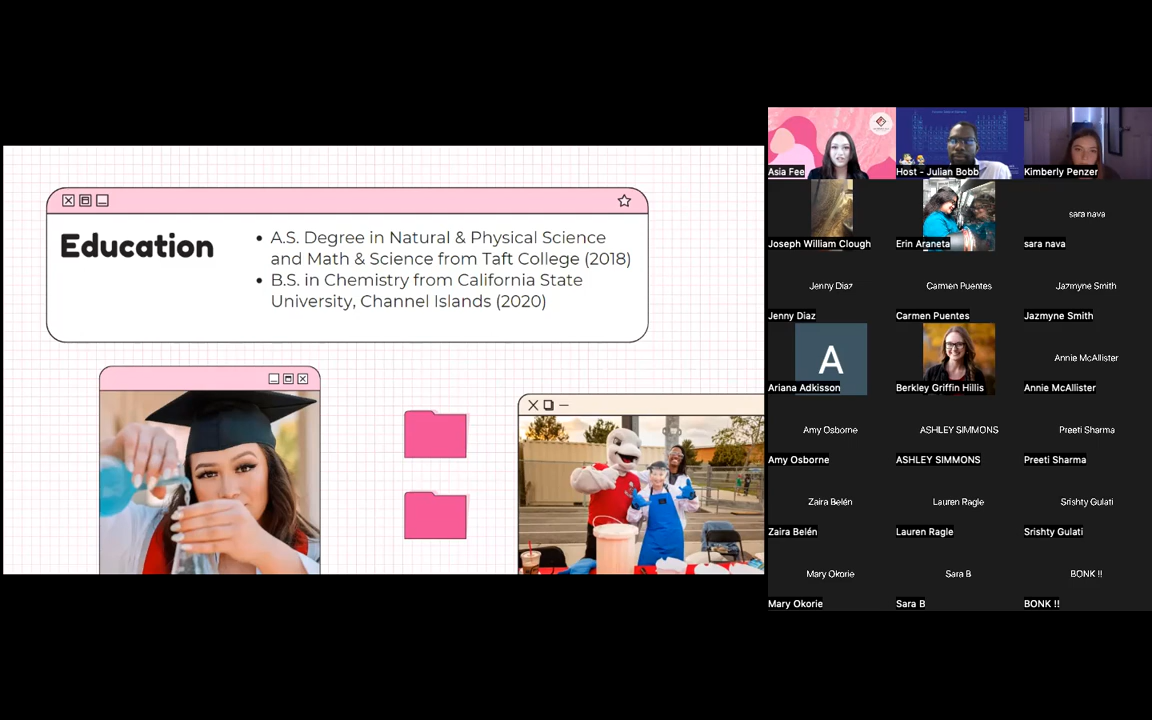 Education
A.S. Degree in Natural & Physical Science
and Math & Science from Taft College (2018)
B.S. in Chemistry from California State
University, Channel Islands (2020)
Asia Fee
Host - Julian Bobb
Kimberly Penzer
Joseph William Clough
Erin Araneta
sara nava
sara nava
Jenny Diaz
Carmen Puentes
Jazmyne Smith
Jenny Diaz
Carmen Puentes
Jazmyne Smith
A
Annie McAllister
Ariana Adkisson
Berkley Griffin Hillis
Annie McAllister
Amy Osborne
ASHLEY SIMMONS
Preeti Sharma
Amy Osborne
ASHLEY SIMMONS
Preeti Sharma
Zaira Belén
Lauren Ragle
Srishty Gulati
Zaira Belén
Lauren Ragle
Srishty Gulati
Mary Okorie
Sara B
BONK !!
Mary Okorie
Sara B
BONK !!